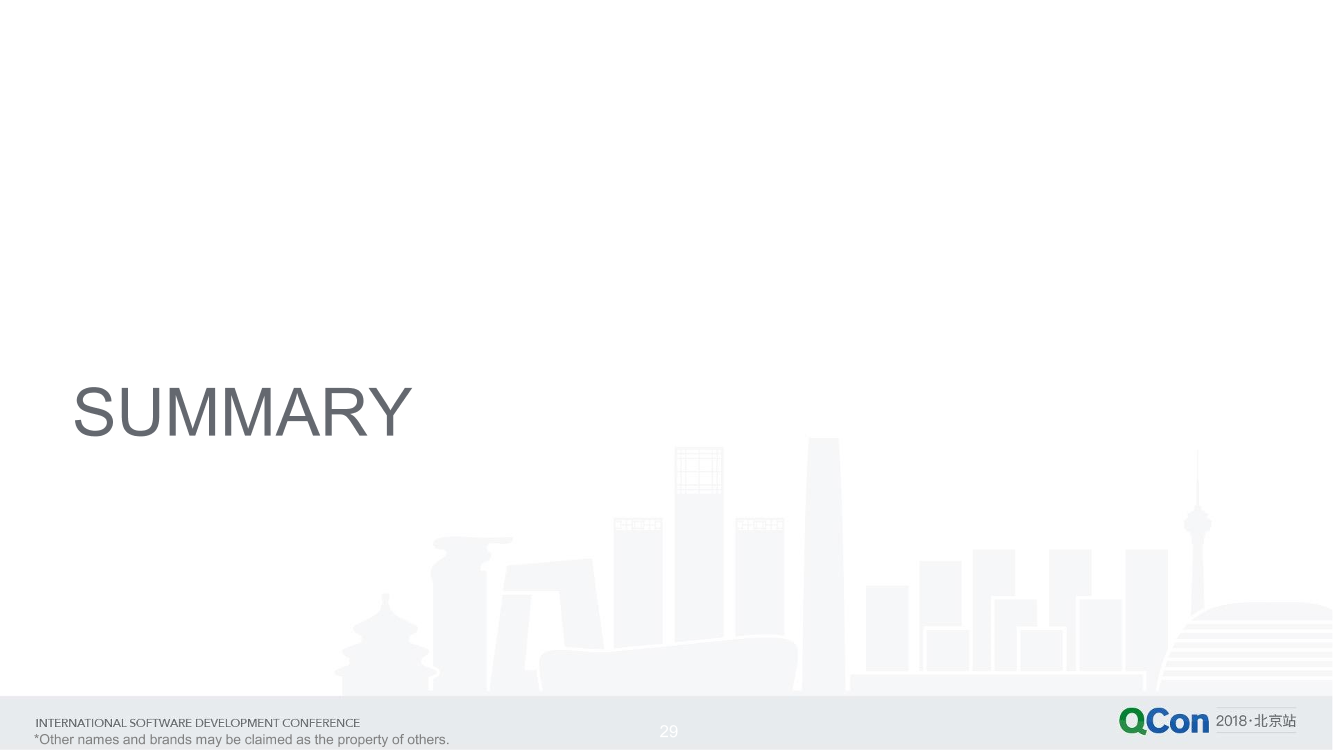 SUMMARY
INTERNATIONAL SOFTWARE DEVELOPMENT CONFERENCE
*Other names and brands may be claimed as the property of others.
29
QCon 2018·北京站